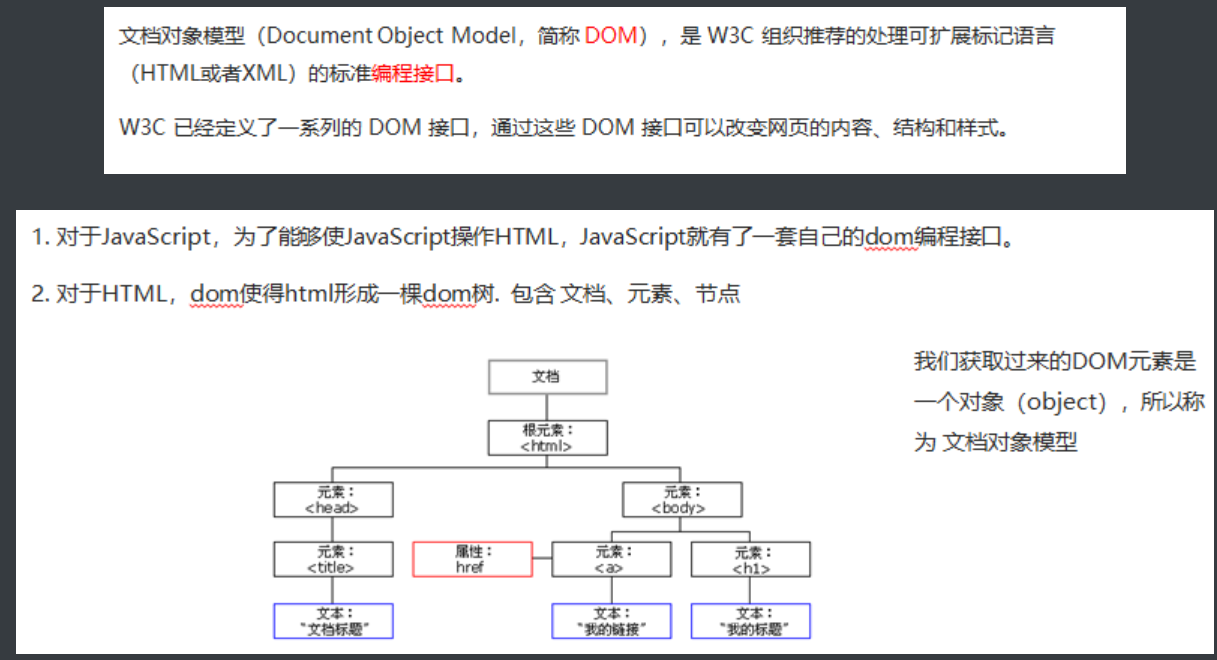 文档对象模型（Document Object Model，简称 DOM），是 W3C 组织推荐的处理可扩展标记语言
（HTML或者XML）的标准编程接口。
W3C 已经定义了一系列的 DOM 接口，通过这些 DOM 接口可以改变网页的内容、结构和样式。
1. 对于JavaScript，为了能够使JavaScript操作HTML，JavaScript就有了一套自己的dom编程接口。
2. 对于HTML，dom使得html形成一棵dom树. 包含 文档、元素、节点
我们获取过来的DOM元素是
一个对象（object），所以称
为 文档对象模型
文档
根元素：
<html>
元素：
<head>
元素：
<body>
元素：
<title>
属性：
href
元素：
<a>
元素：
<h1>
文本：
"文档标题"
文本：
"我的链接"
文本：
"我的标题"